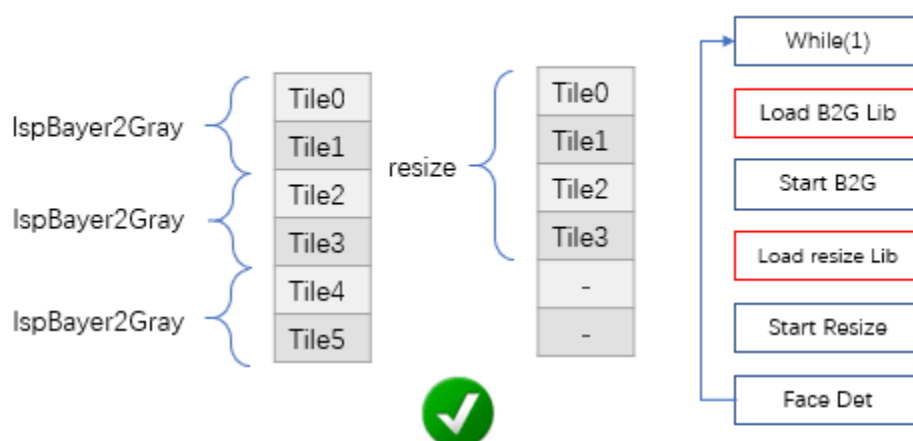 IspBayer2Gray
IspBayer2Gray
IspBayer2Gray
Tile0
Tile1
Tile2
Tile3
Tile4
Tile5
resize
Tile0
Tile1
Tile2
Tile3
-
-
While(1)
Load B2G Lib
Start B2G
Load resize Lib
Start Resize
Face Det